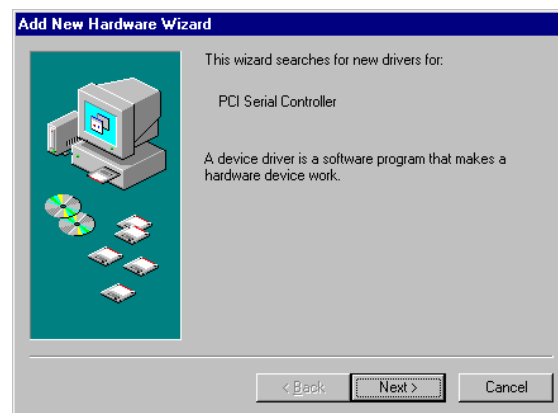 Add New Hardware Wizard
This wizard searches for new drivers for:
PCI Serial Controller
A device driver is a software program that makes a
hardware device work.
< Back
Next >
Cancel